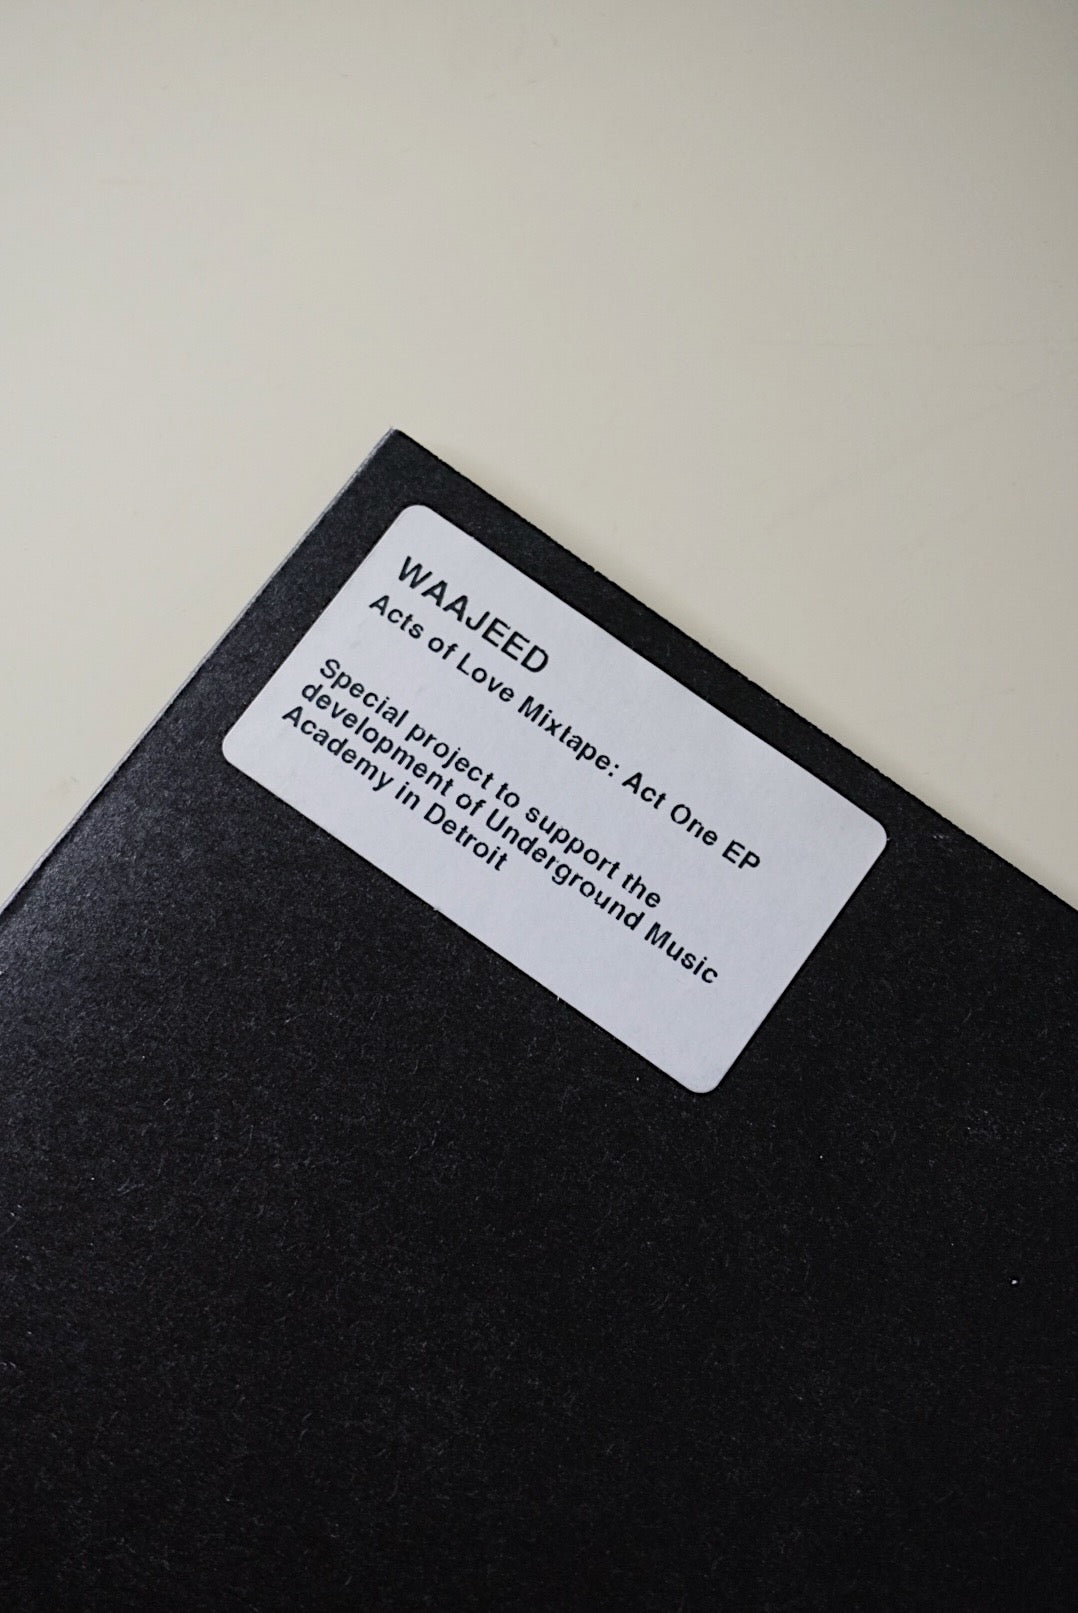 WAAJEED
Acts of Love Mixtape: Act One EP
Special project to support the
development of Underground Music
Academy in Detroit